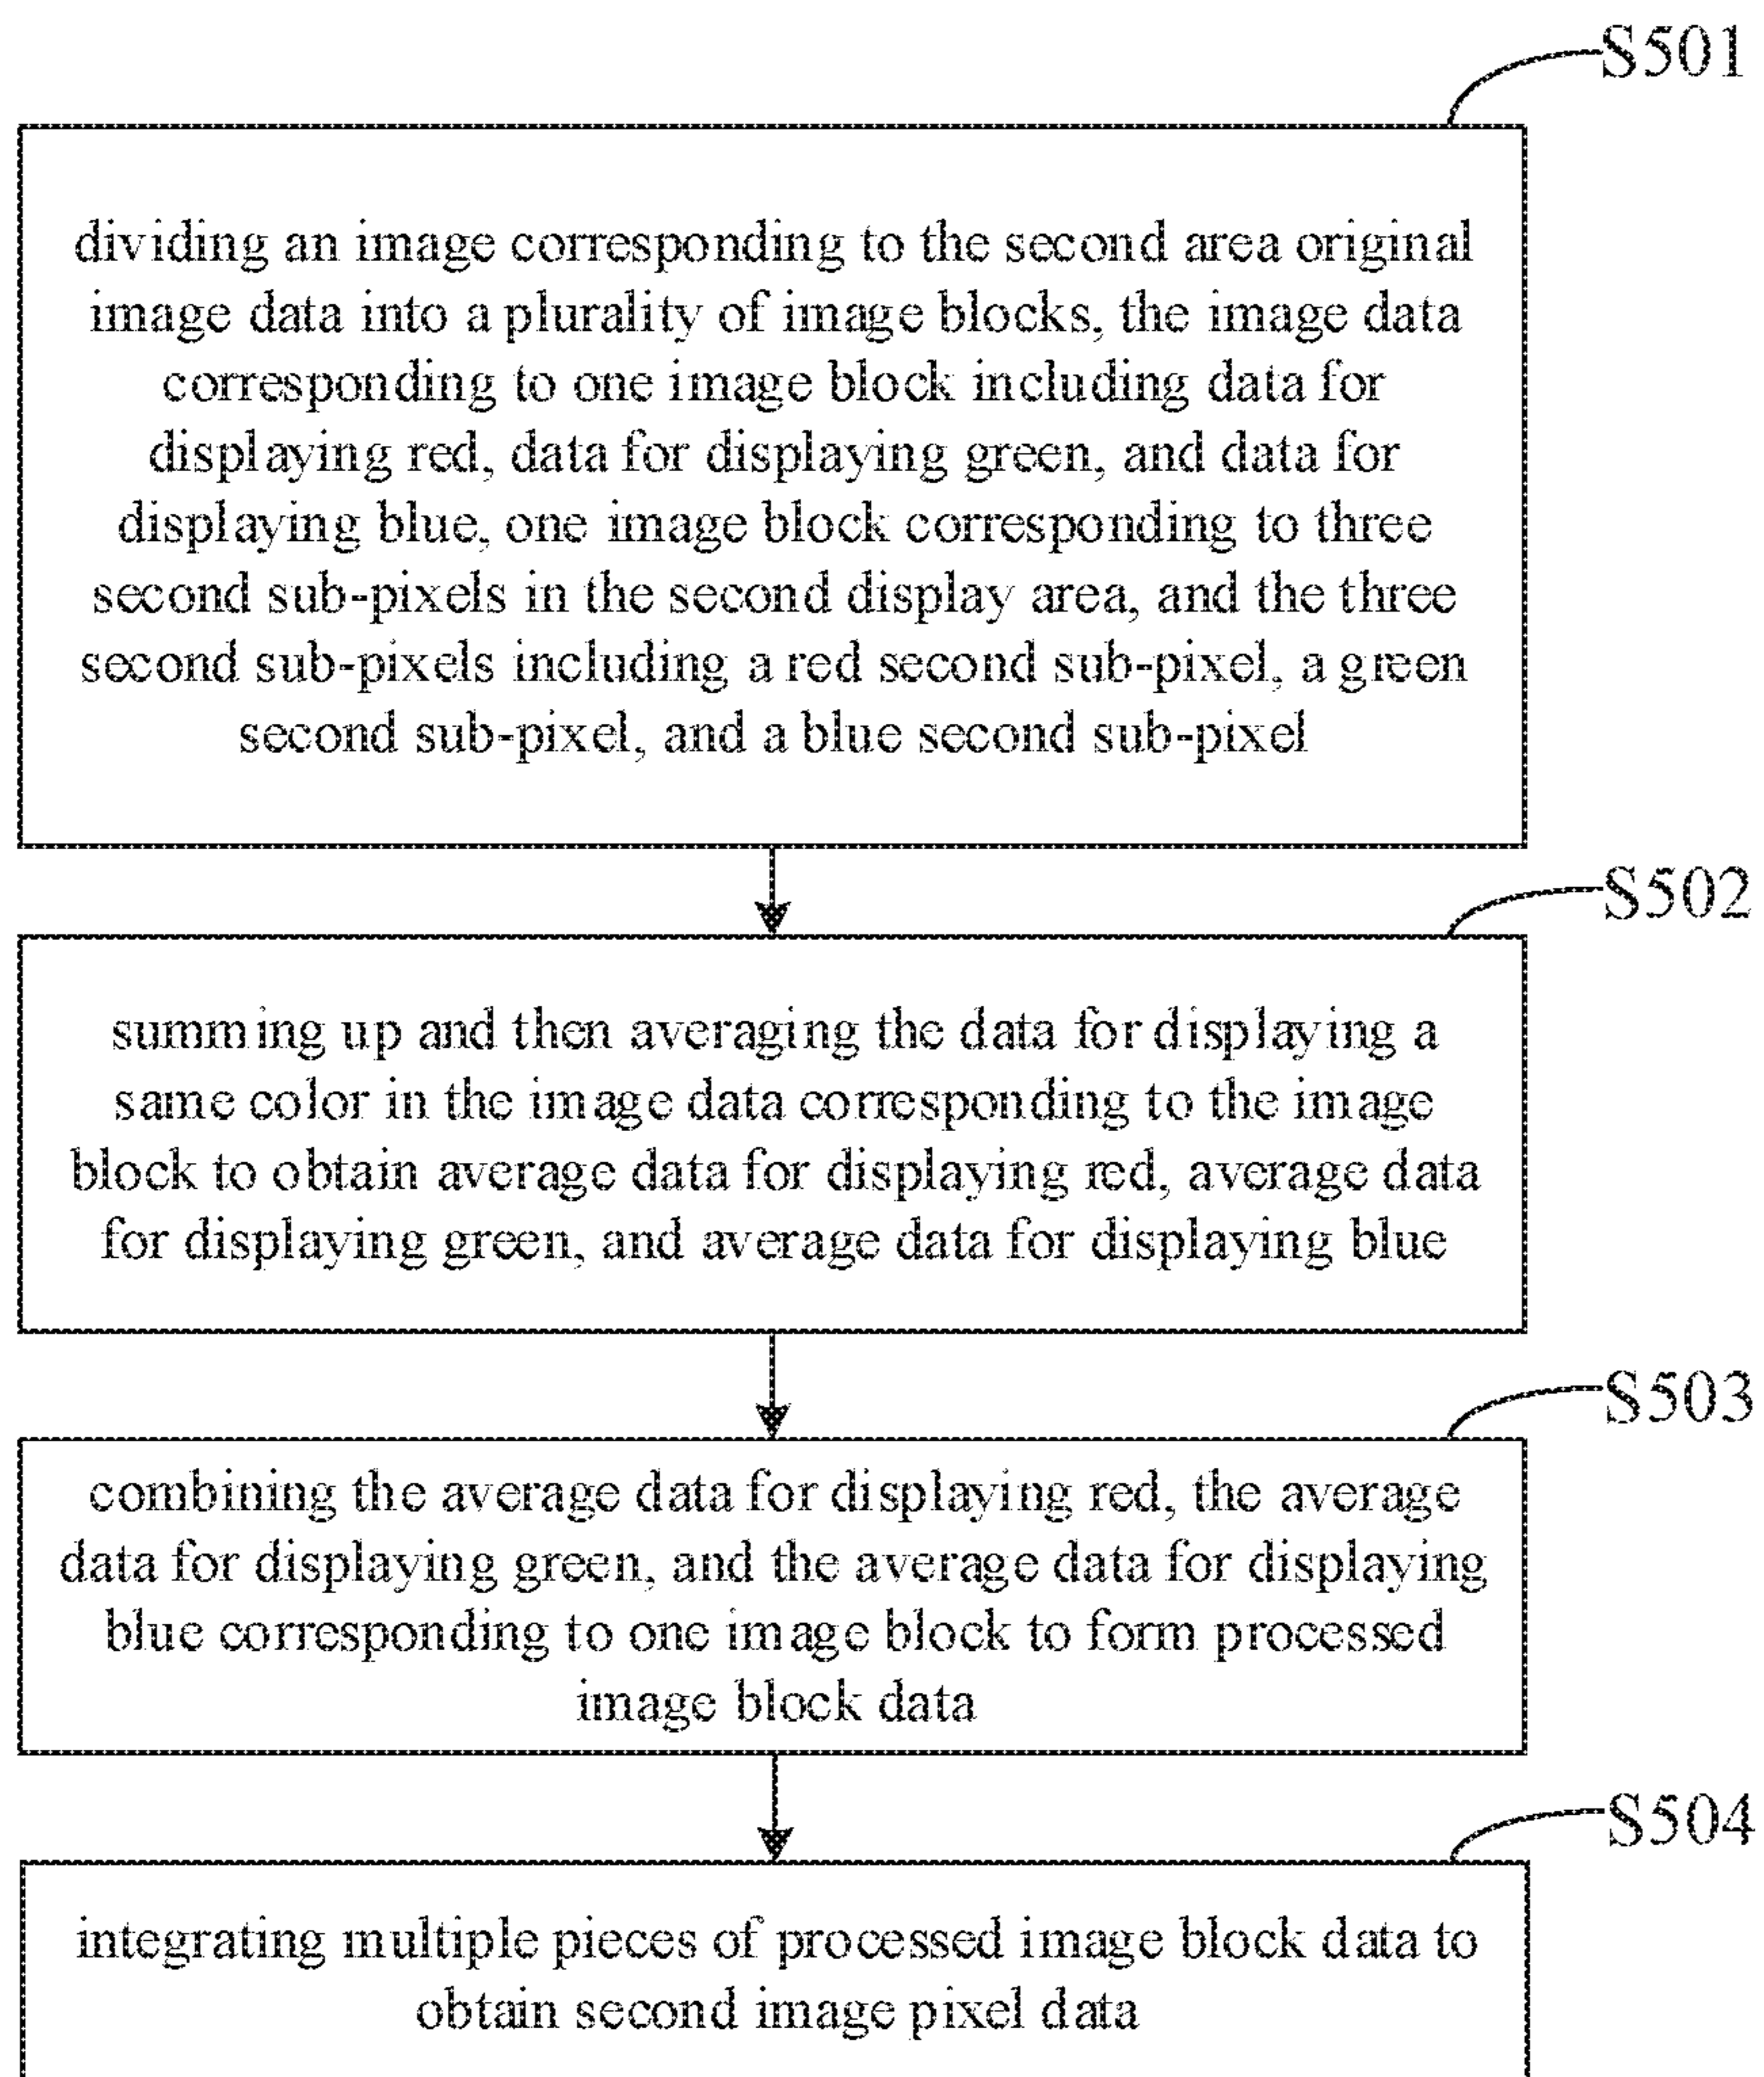 S501
dividing an image corresponding to the second area original
image data into a plurality of image blocks, the image data
corresponding to one image block including data for
displaying red, data for displaying green, and data for
displaying blue, one image block corresponding to three
second sub-pixels in the second display area, and the three
second sub-pixels including a red second sub-pixel, a green
second sub-pixel, and a blue second sub-pixel
S502
summing up and then averaging the data for displaying a
same color in the image data corresponding to the image
block to obtain average data for displaying red, average data
for displaying green, and average data for displaying blue
S503
combining the average data for displaying red, the average
data for displaying green, and the average data for displaying
blue corresponding to one image block to form processed
image block data
S504
integrating multiple pieces of processed image block data to
obtain second image pixel data